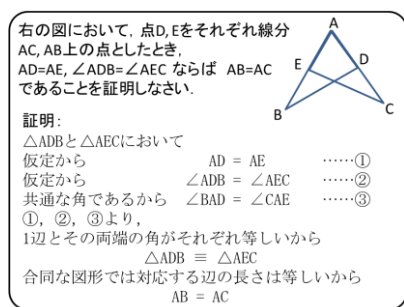 右の図において，点D, Eをそれぞれ線分
AC, AB上の点としたとき，
AD=AE, ∠ADB=∠AEC ならば AB=AC
であることを証明しなさい.
A
E
D
B
C
証明:
△ADBと△AECにおいて
仮定から AD = AE ……①
仮定から ∠ADB = ∠AEC ……②
共通な角であるから ∠BAD = ∠CAE ……③
①，②，③より，
1辺とその両端の角がそれぞれ等しいから
△ADB ≡ △AEC
合同な図形では対応する辺の長さは等しいから
AB = AC